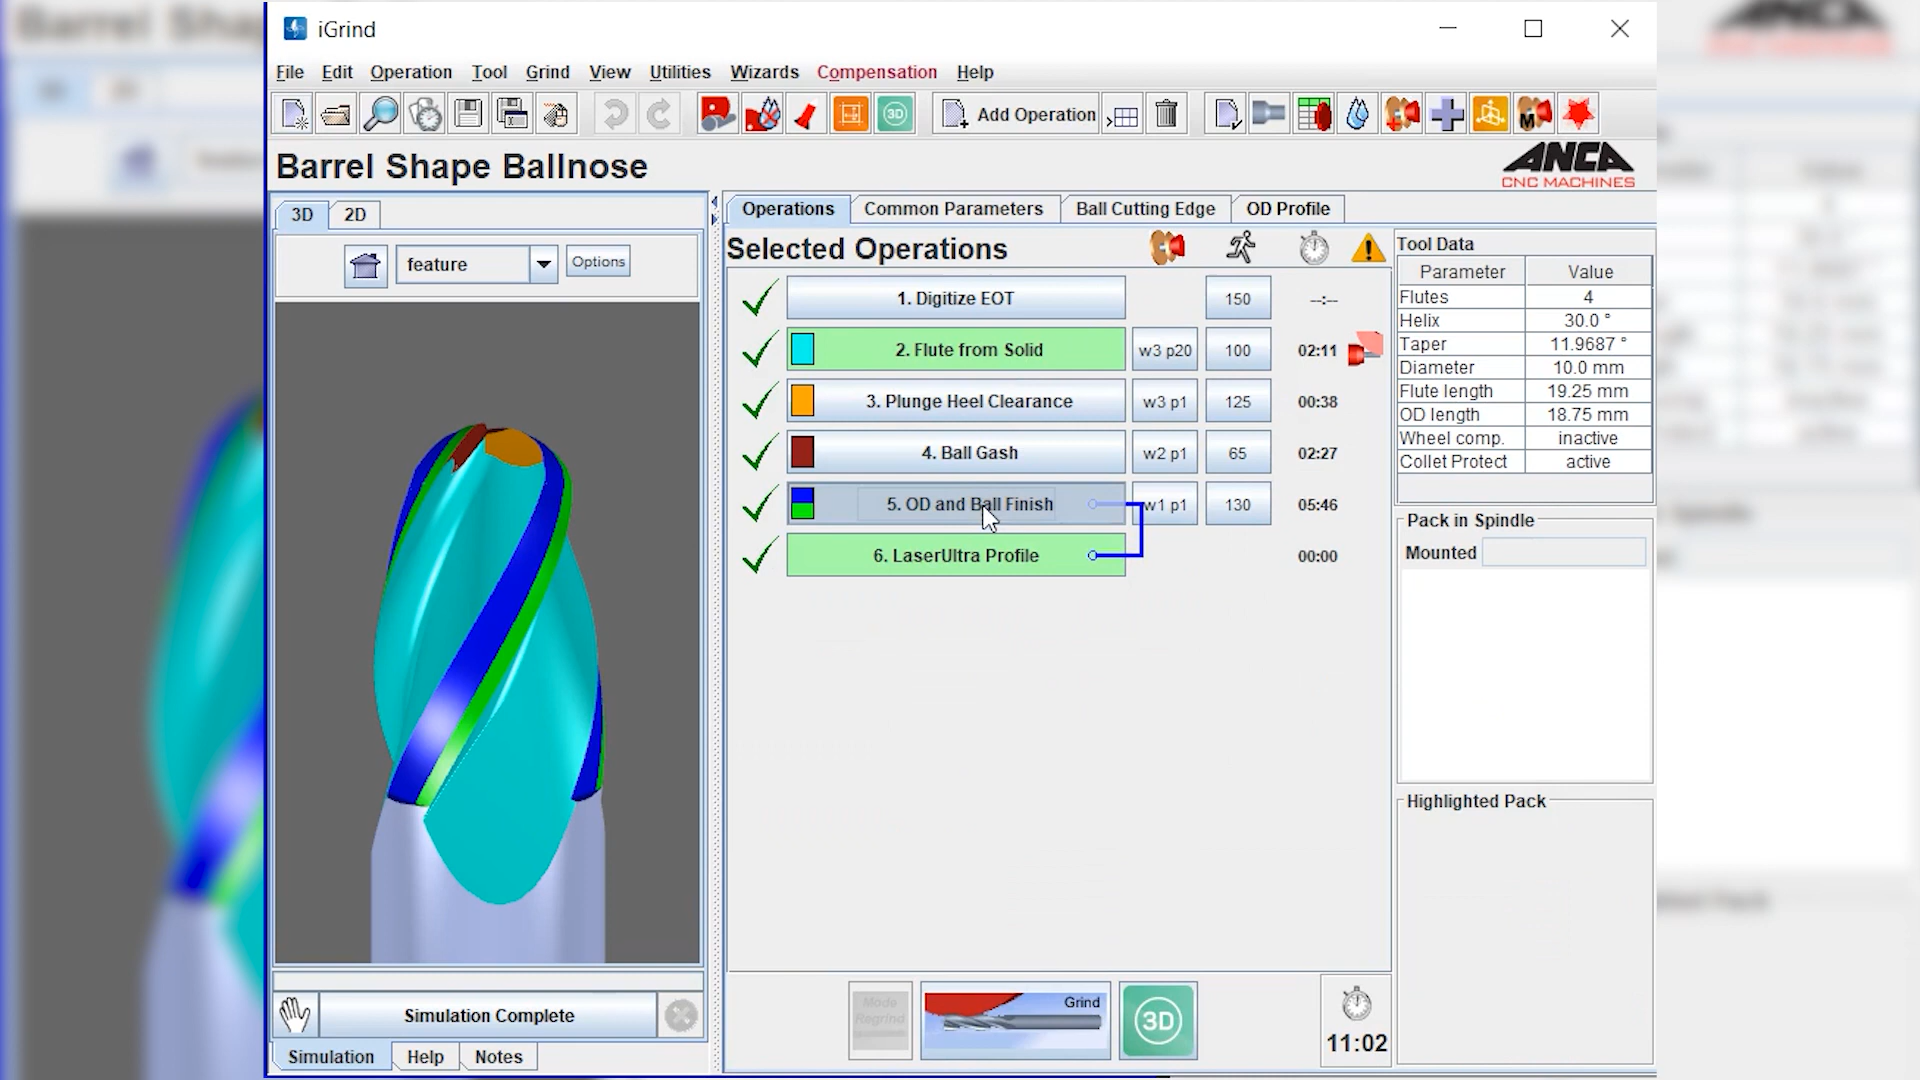 iGrind
File Edit Operation Tool Grind View Utilities Wizards Compensation Help
3D Add Operation M
Barrel Shape Ballnose
ANCA
CNC MACHINES
3D 2D
feature Options
Operations Common Parameters Ball Cutting Edge OD Profile
Selected Operations
1. Digitize EOT 150 --:--
2. Flute from Solid w3 p20 100 02:11
3. Plunge Heel Clearance w3 p1 125 00:38
4. Ball Gash w2 p1 65 02:27
5. OD and Ball Finish w1 p1 130 05:46
6. LaserUltra Profile 00:00
Tool Data
Parameter Value
Flutes 4
Helix 30.0 °
Taper 11.9687 °
Diameter 10.0 mm
Flute length 19.25 mm
OD length 18.75 mm
Wheel comp. inactive
Collet Protect active
Pack in Spindle
Mounted
Highlighted Pack
Mode
Regrind
Grind
3D
11:02
Simulation Complete
Simulation Help Notes